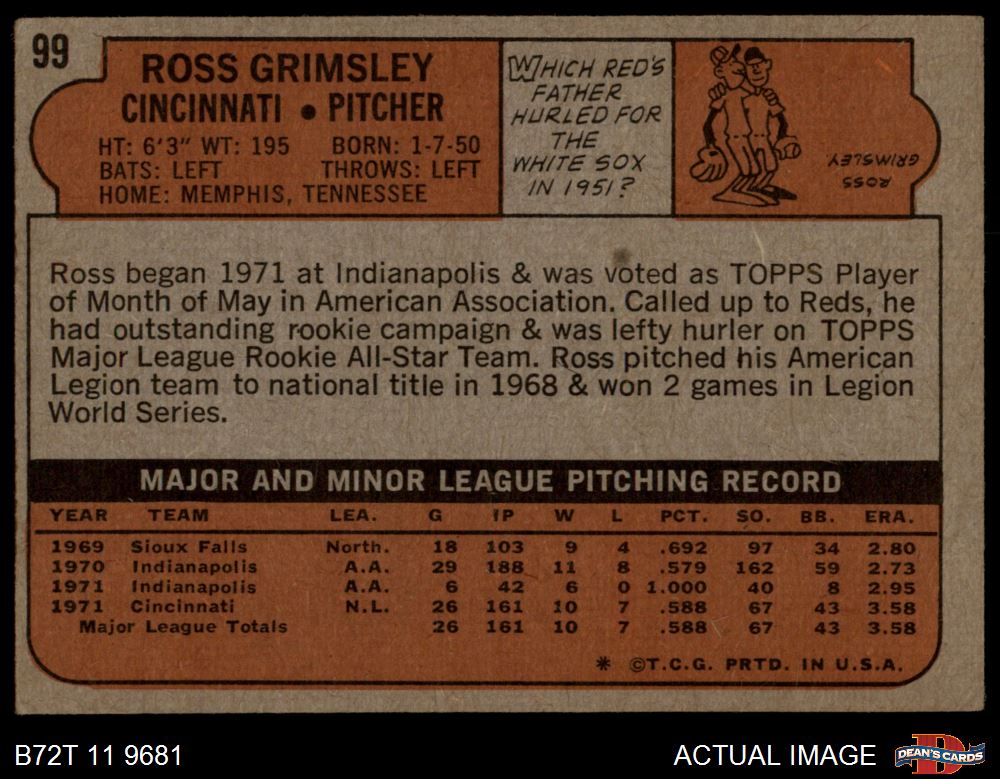 99
ROSS GRIMSLEY
CINCINNATI • PITCHER
HT: 6'3" WT: 195 BORN: 1-7-50
BATS: LEFT THROWS: LEFT
HOME: MEMPHIS, TENNESSEE
WHICH RED'S
FATHER
HURLED FOR
THE
WHITE SOX
IN 1951?
ROSS
GRIMSLEY
Ross began 1971 at Indianapolis & was voted as TOPPS Player
of Month of May in American Association. Called up to Reds, he
had outstanding rookie campaign & was lefty hurler on TOPPS
Major League Rookie All-Star Team. Ross pitched his American
Legion team to national title in 1968 & won 2 games in Legion
World Series.
MAJOR AND MINOR LEAGUE PITCHING RECORD
YEAR TEAM LEA. G IP W L PCT. SO. BB. ERA.
1969 Sioux Falls North. 18 103 9 4 .692 97 34 2.80
1970 Indianapolis A.A. 29 188 11 8 .579 162 59 2.73
1971 Indianapolis A.A. 6 42 6 0 1.000 40 8 2.95
1971 Cincinnati N.L. 26 161 10 7 .588 67 43 3.58
Major League Totals 26 161 10 7 .588 67 43 3.58
* ©T.C.G. PRTD. IN U.S.A.
B72T 11 9681
ACTUAL IMAGE
DEAN'S CARDS